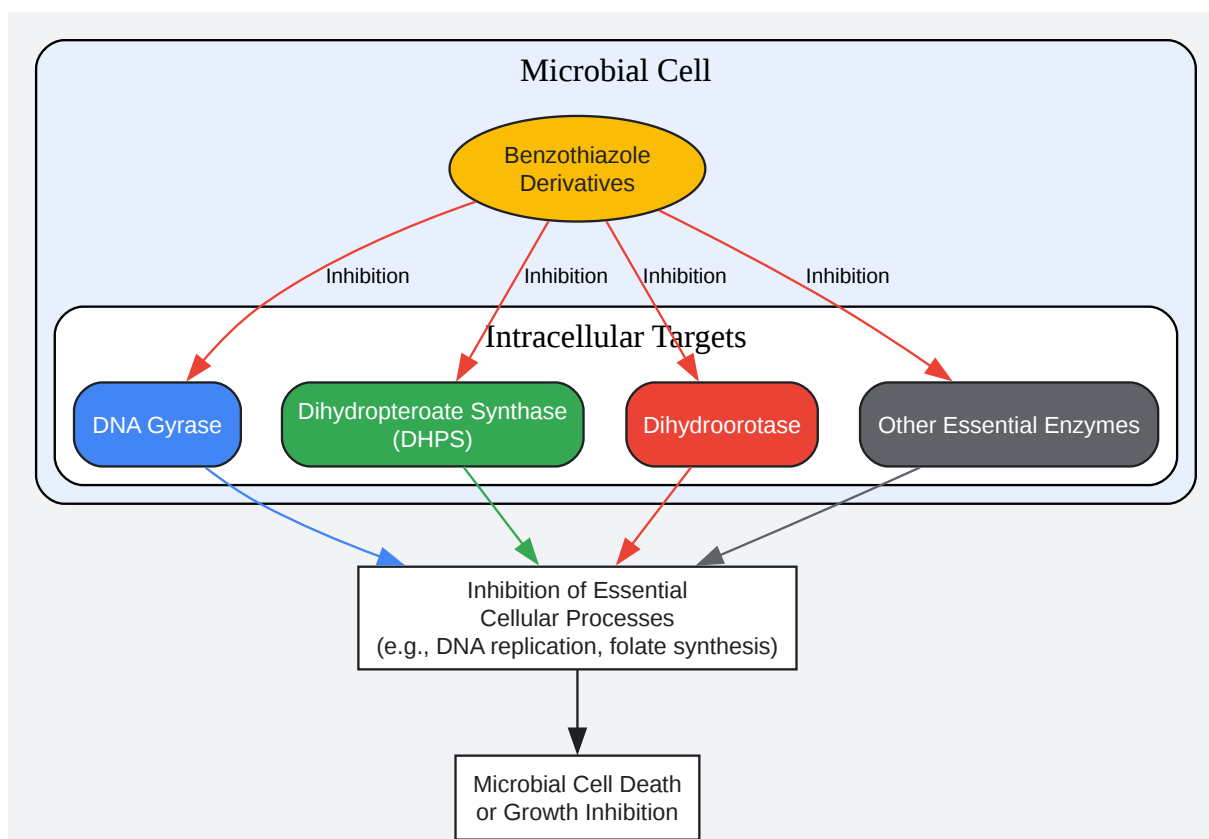 Microbial Cell
Benzothiazole
Derivatives
Inhibition
Inhibition
Inhibition
Inhibition
Intracellular Targets
DNA Gyrase
Dihydropteroate Synthase
(DHPS)
Dihydroorotase
Other Essential Enzymes
Inhibition of Essential
Cellular Processes
(e.g., DNA replication, folate synthesis)
Microbial Cell Death
or Growth Inhibition